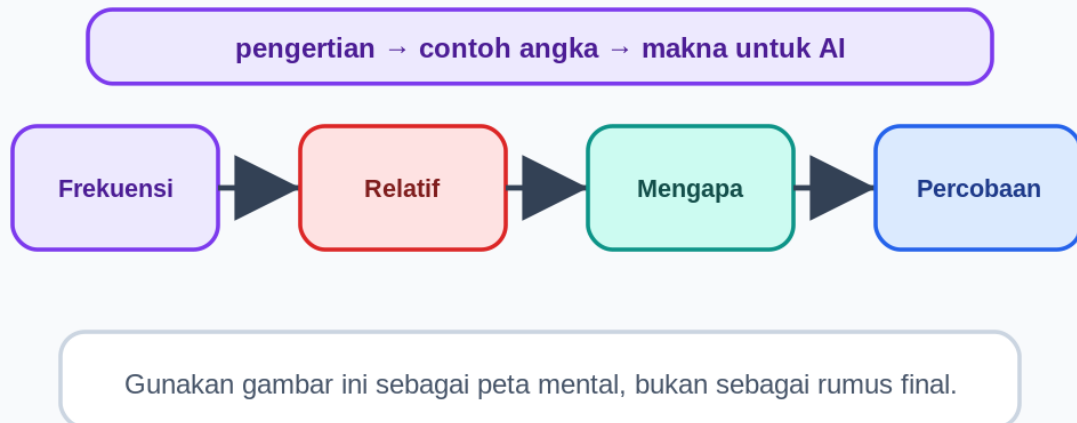 pengertian → contoh angka → makna untuk AI
Frekuensi
Relatif
Mengapa
Percobaan
Gunakan gambar ini sebagai peta mental, bukan sebagai rumus final.